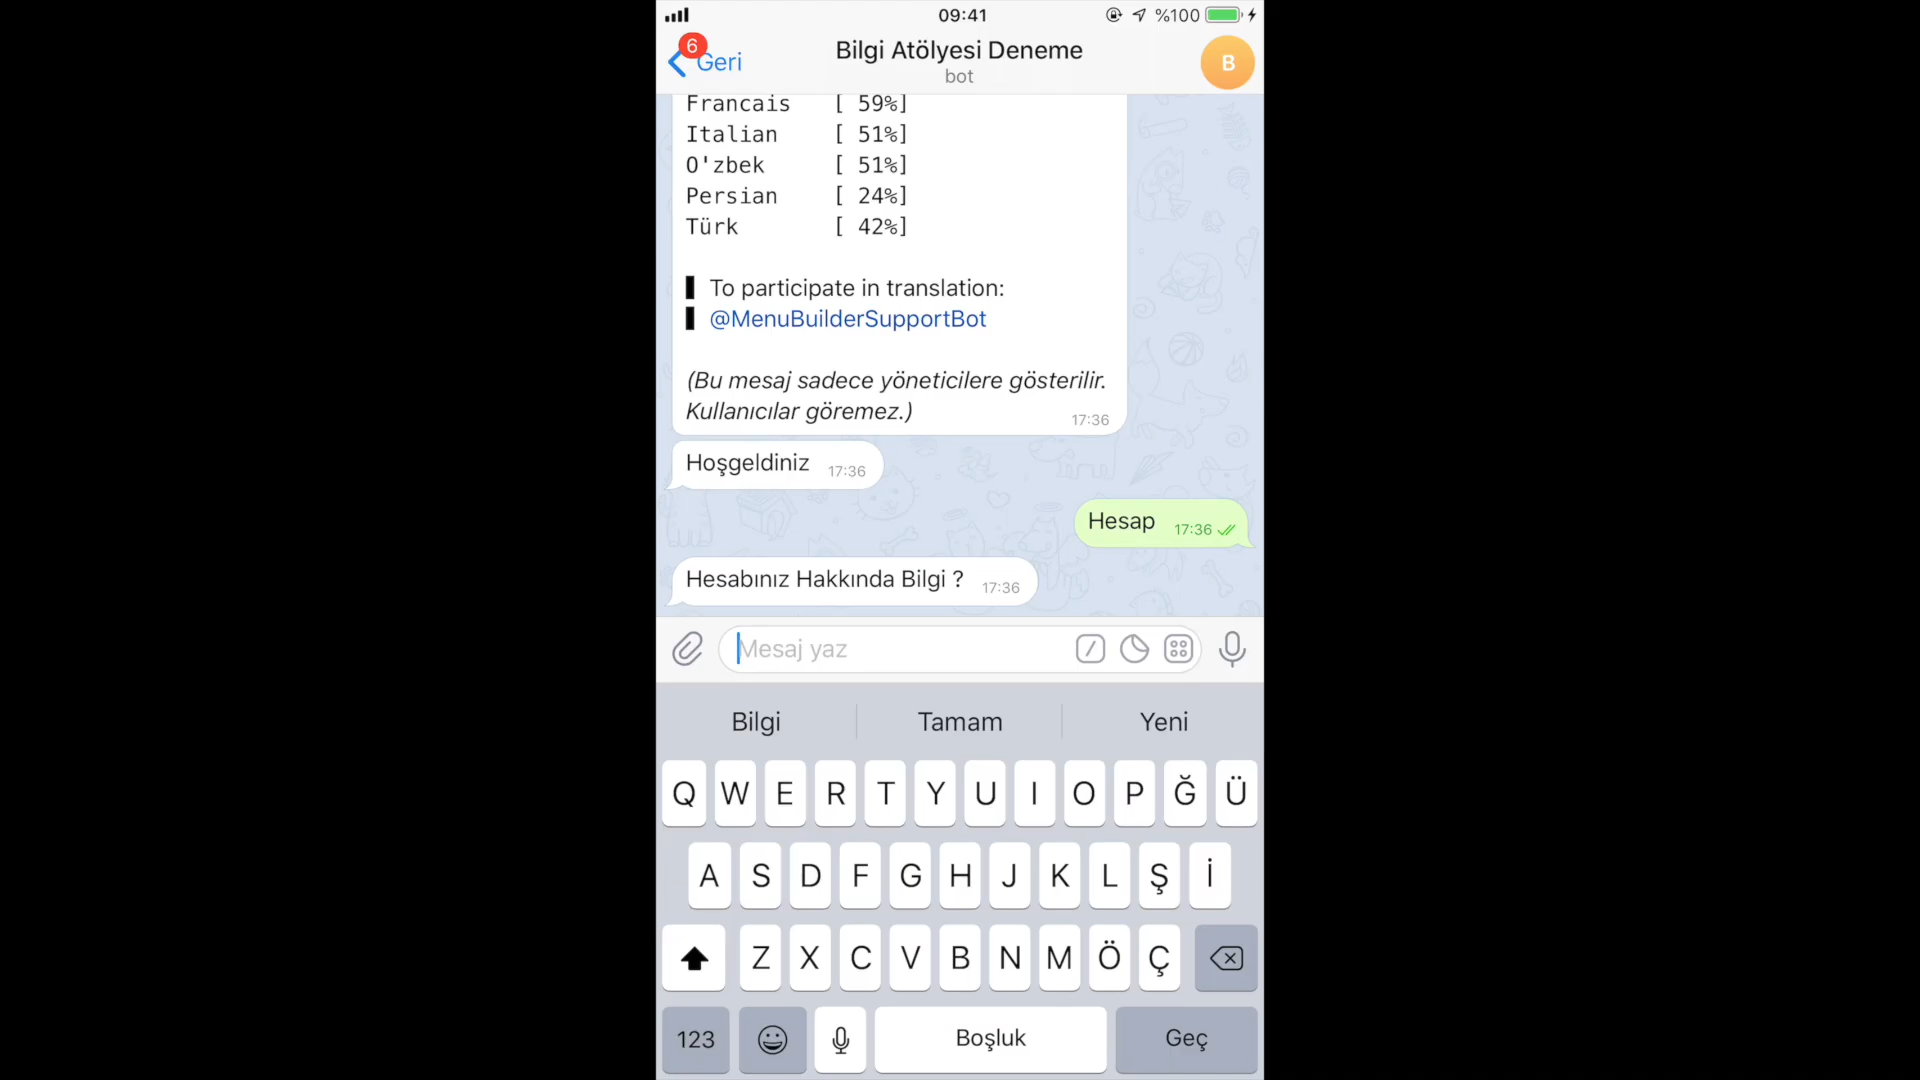 09:41
%100
6
Geri
Bilgi Atölyesi Deneme
bot
B
Francais [ 59%]
Italian [ 51%]
O'zbek [ 51%]
Persian [ 24%]
Türk [ 42%]
To participate in translation:
@MenuBuilderSupportBot
(Bu mesaj sadece yöneticilere gösterilir.
Kullanıcılar göremez.)
17:36
Hoşgeldiniz 17:36
Hesap 17:36
Hesabınız Hakkında Bilgi ? 17:36
Mesaj yaz
Bilgi Tamam Yeni
Q W E R T Y U I O P Ğ Ü
A S D F G H J K L Ş İ
Z X C V B N M Ö Ç
123 Boşluk Geç